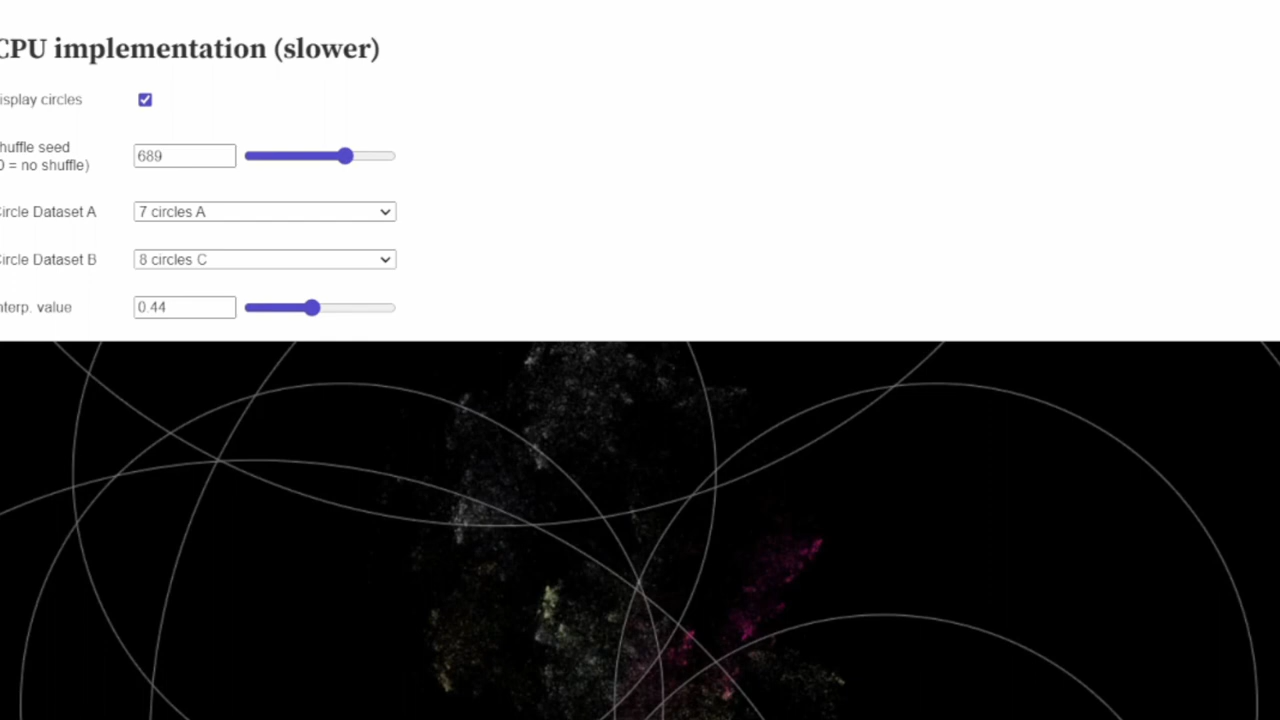 CPU implementation (slower)
isplay circles
huffle seed
0 = no shuffle)
689
ircle Dataset A
7 circles A
ircle Dataset B
8 circles C
nterp. value
0.44